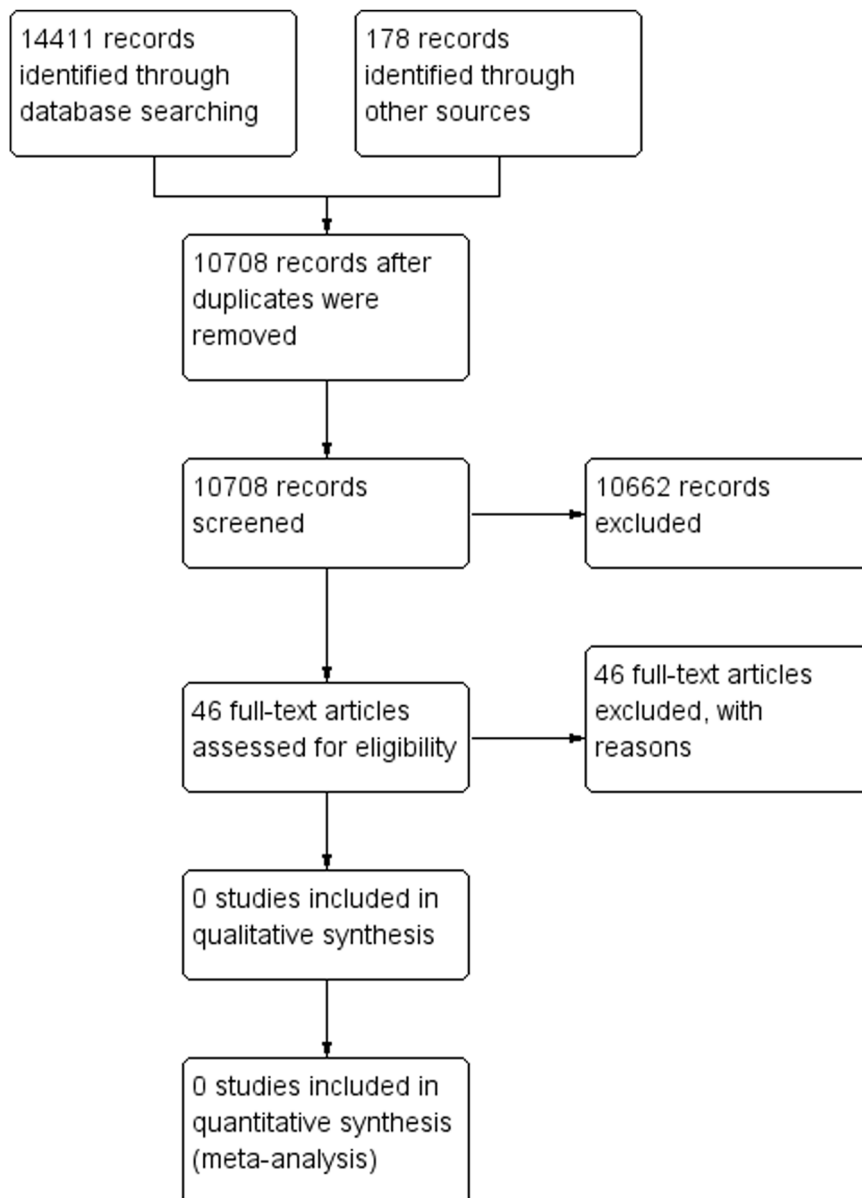 14411 records
identified through
database searching
178 records
identified through
other sources
10708 records after
duplicates were
removed
10708 records
screened
10662 records
excluded
46 full-text articles
assessed for eligibility
46 full-text articles
excluded, with
reasons
0 studies included in
qualitative synthesis
0 studies included in
quantitative synthesis
(meta-analysis)